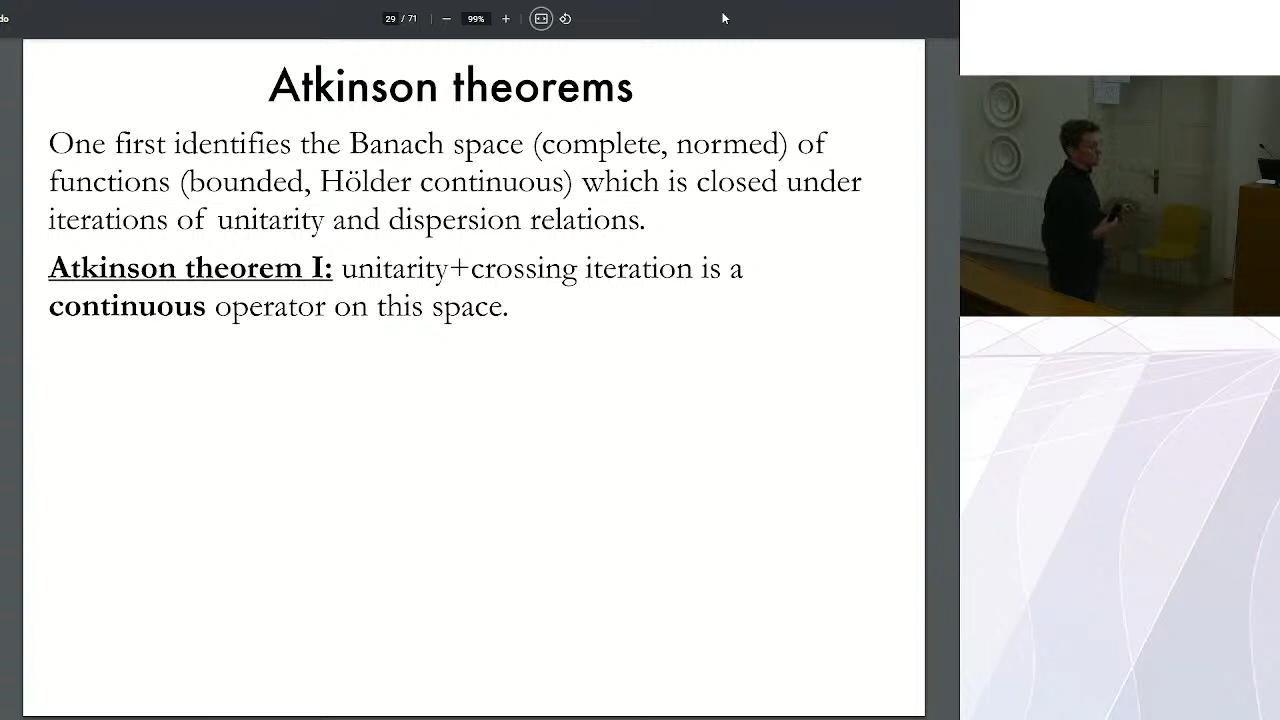 do
29 / 71
99%
Atkinson theorems
One first identifies the Banach space (complete, normed) of
functions (bounded, Hölder continuous) which is closed under
iterations of unitarity and dispersion relations.
Atkinson theorem I: unitarity+crossing iteration is a
continuous operator on this space.